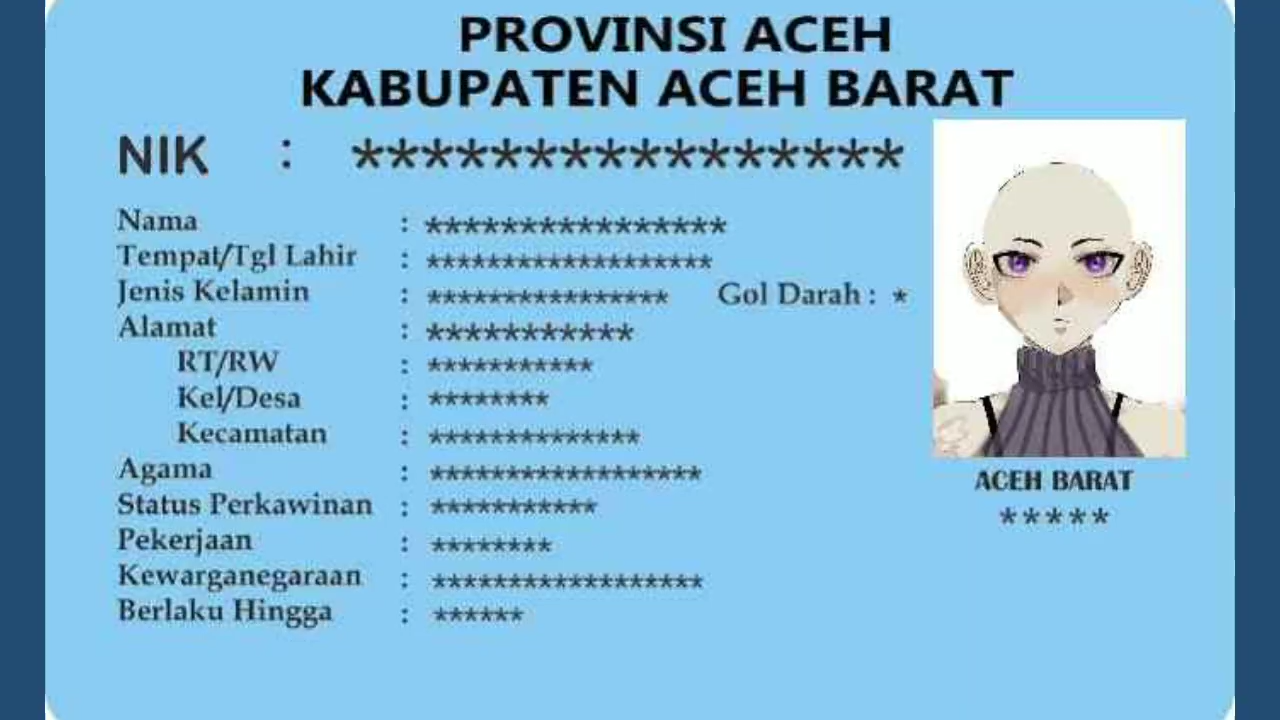 PROVINSI ACEH
KABUPATEN ACEH BARAT
NIK : ****************
Nama : ****************
Tempat/Tgl Lahir : *******************
Jenis Kelamin : **************** Gol Darah : *
Alamat : ***********
RT/RW : ***********
Kel/Desa : ********
Kecamatan : **************
Agama : ******************
Status Perkawinan : ***********
Pekerjaan : ********
Kewarganegaraan : ******************
Berlaku Hingga : ******
ACEH BARAT
*****